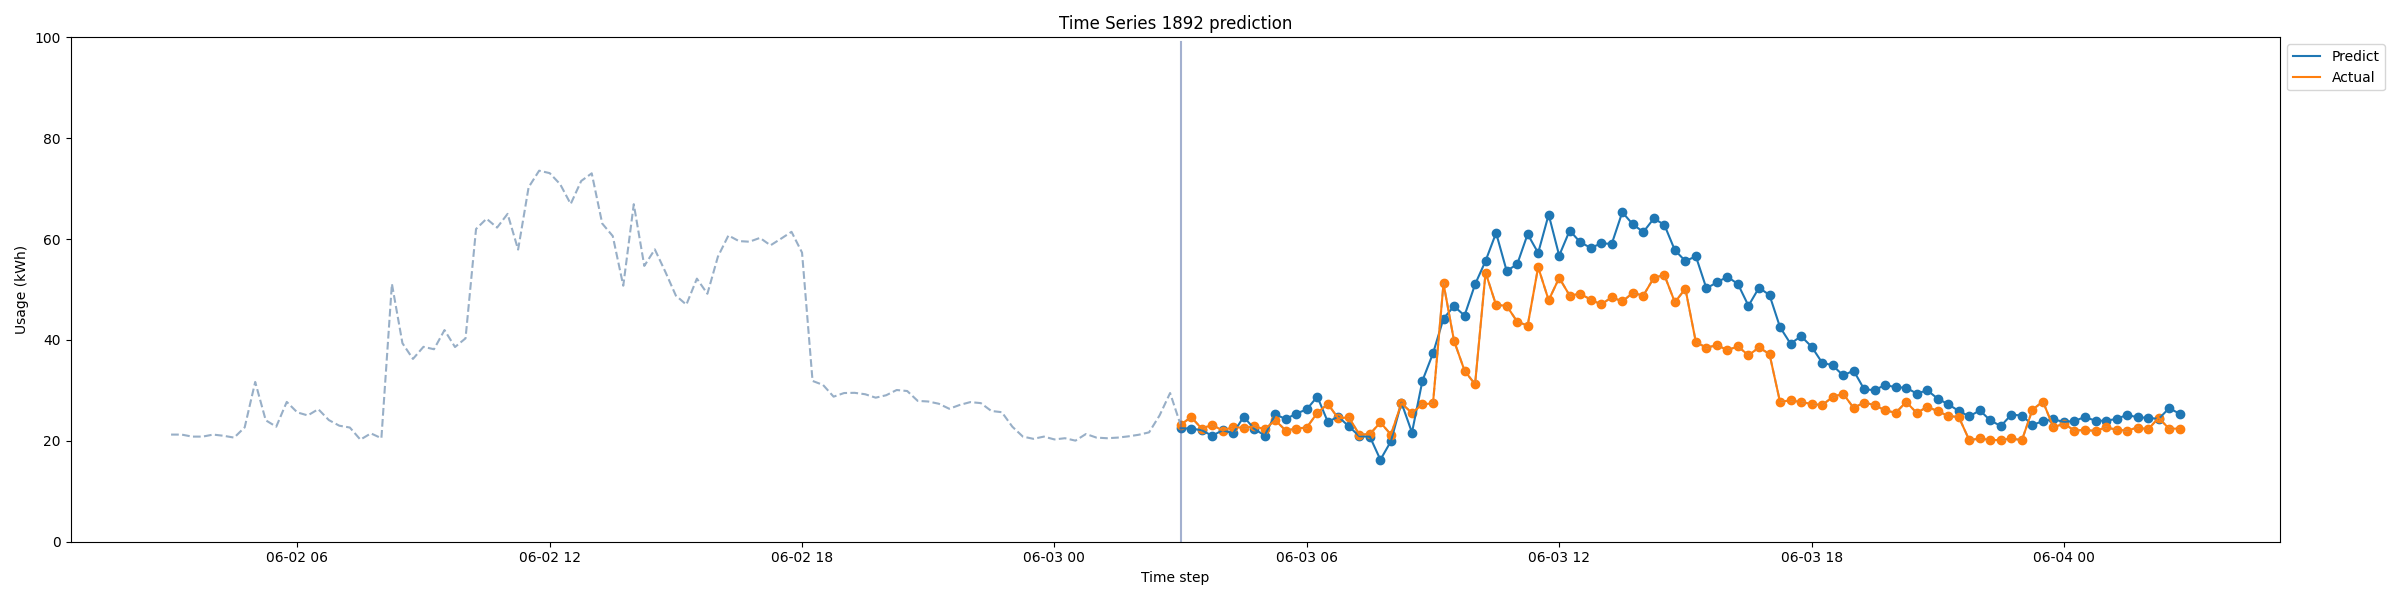 Time Series 1892 prediction
Predict
Actual
Usage (kWh)
100
80
60
40
20
0
06-02 06
06-02 12
06-02 18
06-03 00
06-03 06
06-03 12
06-03 18
06-04 00
Time step